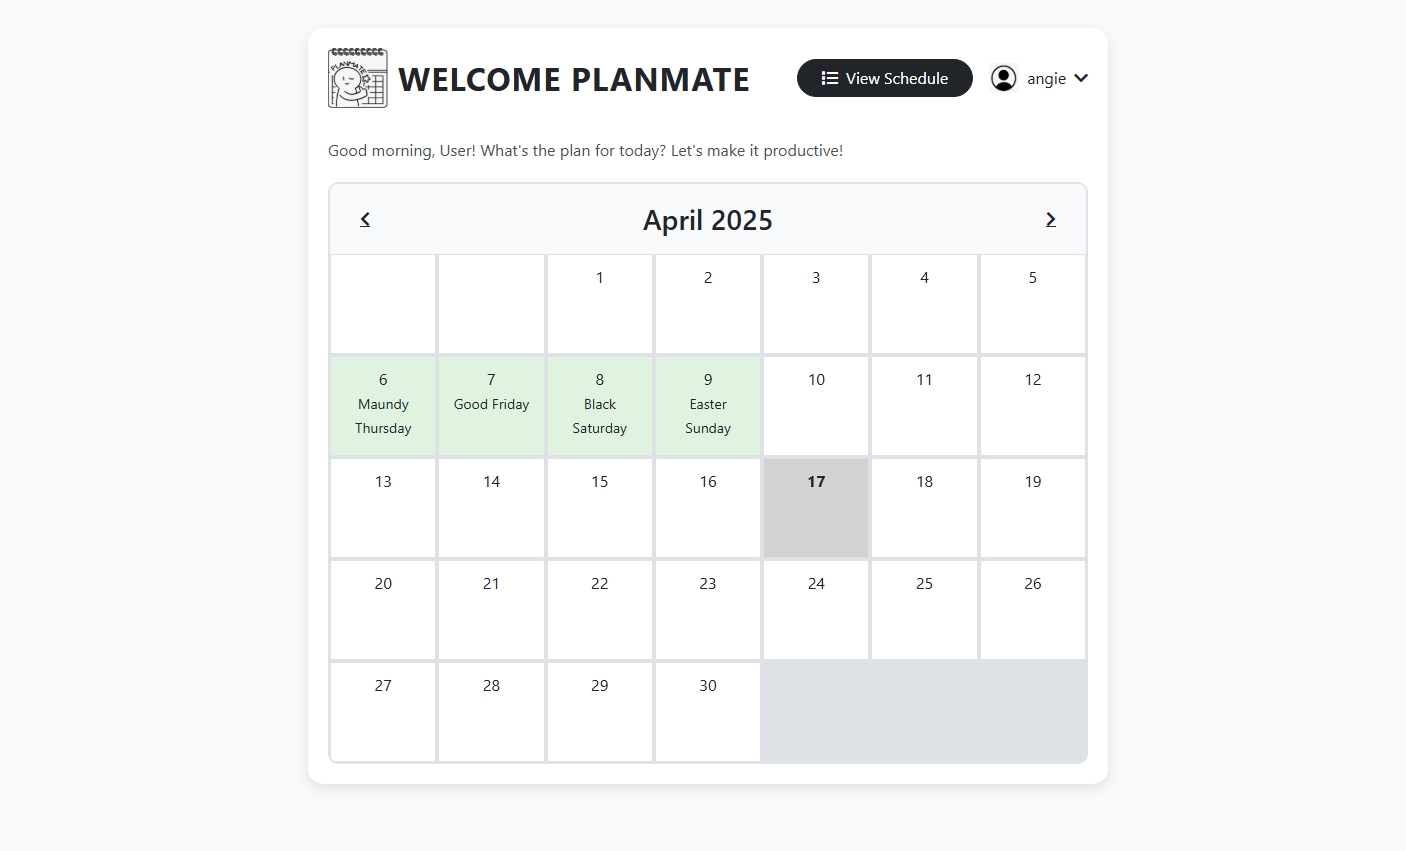 PLANMATE
WELCOME PLANMATE
View Schedule
angie
Good morning, User! What's the plan for today? Let's make it productive!
April 2025
1 2 3 4 5
6 7 8 9 10 11 12
Maundy Good Friday Black Easter
Thursday Saturday Sunday
13 14 15 16 17 18 19
20 21 22 23 24 25 26
27 28 29 30